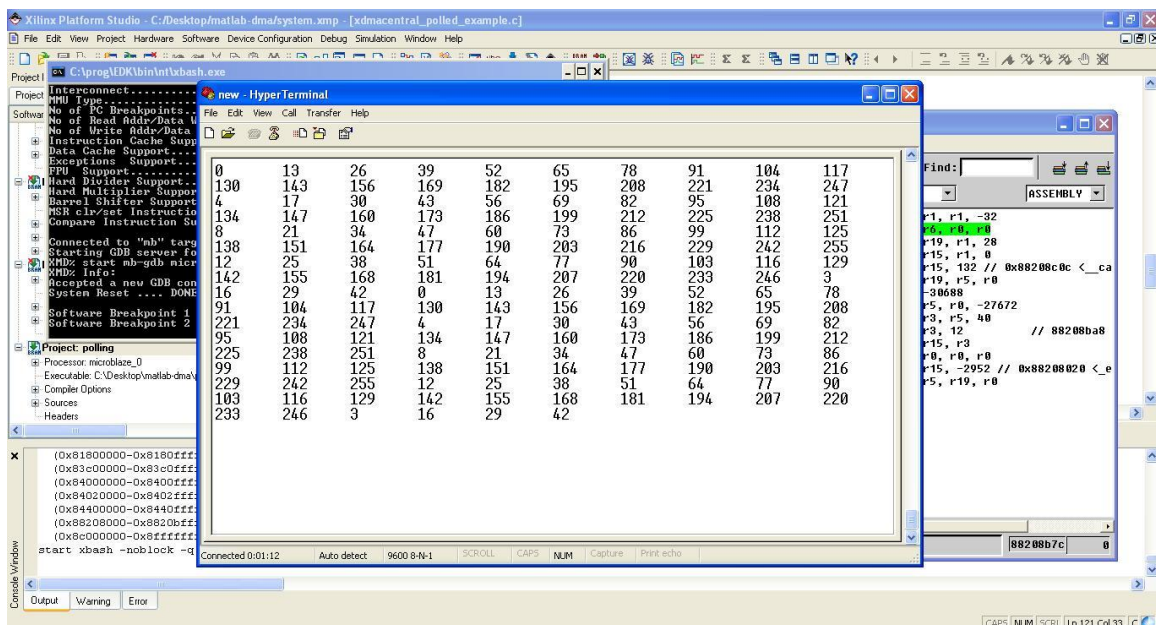 Xilinx Platform Studio - C:/Desktop/matlab-dma/system.xmp - [xdmacentral_polled_example.c]
File Edit View Project Hardware Software Device Configuration Debug Simulation Window Help
C:\prog\EDK\bin\nt\xbash.exe
Interconnect..........
MMU Type..............
No of PC Breakpoints..
No of Read Addr/Data
No of Write Addr/Data
Instruction Cache Supp
Data Cache Support....
Exceptions Support....
FPU Support...........
Hard Divider Support..
Hard Multiplier Suppor
Barrel Shifter Support
MSR clr/set Instructio
Compare Instruction Su
Connected to "mb" targ
Starting GDB server fo
XMD% start mb-gdb micr
XMD% Info:
Accepted a new GDB con
System Reset .... DONE
Software Breakpoint 1
Software Breakpoint 2
Project: polling
Processor: microblaze_0
Executable: C:\Desktop\matlab-dma\
Compiler Options
Sources
Headers
new - HyperTerminal
File Edit View Call Transfer Help
0 13 26 39 52 65 78 91 104 117
130 143 156 169 182 195 208 221 234 247
4 17 30 43 56 69 82 95 108 121
134 147 160 173 186 199 212 225 238 251
8 21 34 47 60 73 86 99 112 125
138 151 164 177 190 203 216 229 242 255
12 25 38 51 64 77 90 103 116 129
142 155 168 181 194 207 220 233 246 3
16 29 42 0 13 26 39 52 65 78
91 104 117 130 143 156 169 182 195 208
221 234 247 4 17 30 43 56 69 82
95 108 121 134 147 160 173 186 199 212
225 238 251 8 21 34 47 60 73 86
99 112 125 138 151 164 177 190 203 216
229 242 255 12 25 38 51 64 77 90
103 116 129 142 155 168 181 194 207 220
233 246 3 16 29 42
Connected 0:01:12 Auto detect 9600 8-N-1 SCROLL CAPS NUM Capture Print echo
Find:
ASSEMBLY
r1, r1, -32
r6, r0, r0
r19, r1, 28
r15, r1, 0
r15, 132 // 0x88208c0c <_ca
r19, r5, r0
-30688
r5, r0, -27672
r3, r5, 40
r3, 12 // 88208ba8
r15, r3
r0, r0, r0
r15, -2952 // 0x88208020 <_e
r5, r19, r0
88208b7c 0
(0x81800000-0x8180fff
(0x83c00000-0x83c0fff
(0x84000000-0x8400fff
(0x84020000-0x8402fff
(0x84400000-0x8440fff
(0x88208000-0x8820bff
(0x8c000000-0x8ffffff
start xbash -noblock -q
Console Window
Output Warning Error
CAPS NUM SCRL Ln 121 Col 33 C